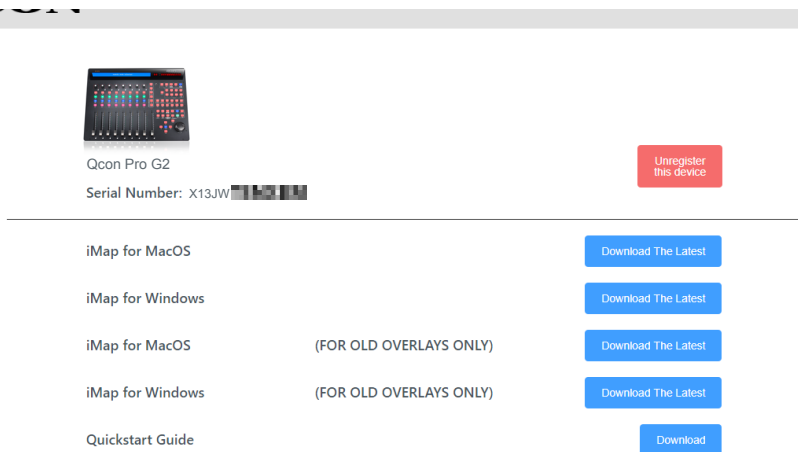 Qcon Pro G2
Unregister
this device
Serial Number: X13JW
iMap for MacOS
Download The Latest
iMap for Windows
Download The Latest
iMap for MacOS (FOR OLD OVERLAYS ONLY)
Download The Latest
iMap for Windows (FOR OLD OVERLAYS ONLY)
Download The Latest
Quickstart Guide
Download